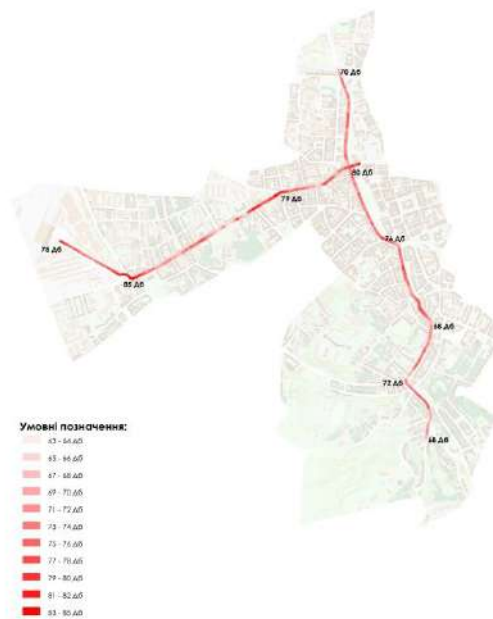 70 Дб
80 Дб
79 Дб
76 Дб
78 Дб
85 Дб
68 Дб
72 Дб
68 Дб
Умовні позначення:
63 - 64 дб
65 - 66 дб
67 - 68 дб
69 - 70 дб
71 - 72 дб
73 - 74 дб
75 - 76 дб
77 - 78 дб
79 - 80 дб
81 - 82 дб
83 - 85 дб